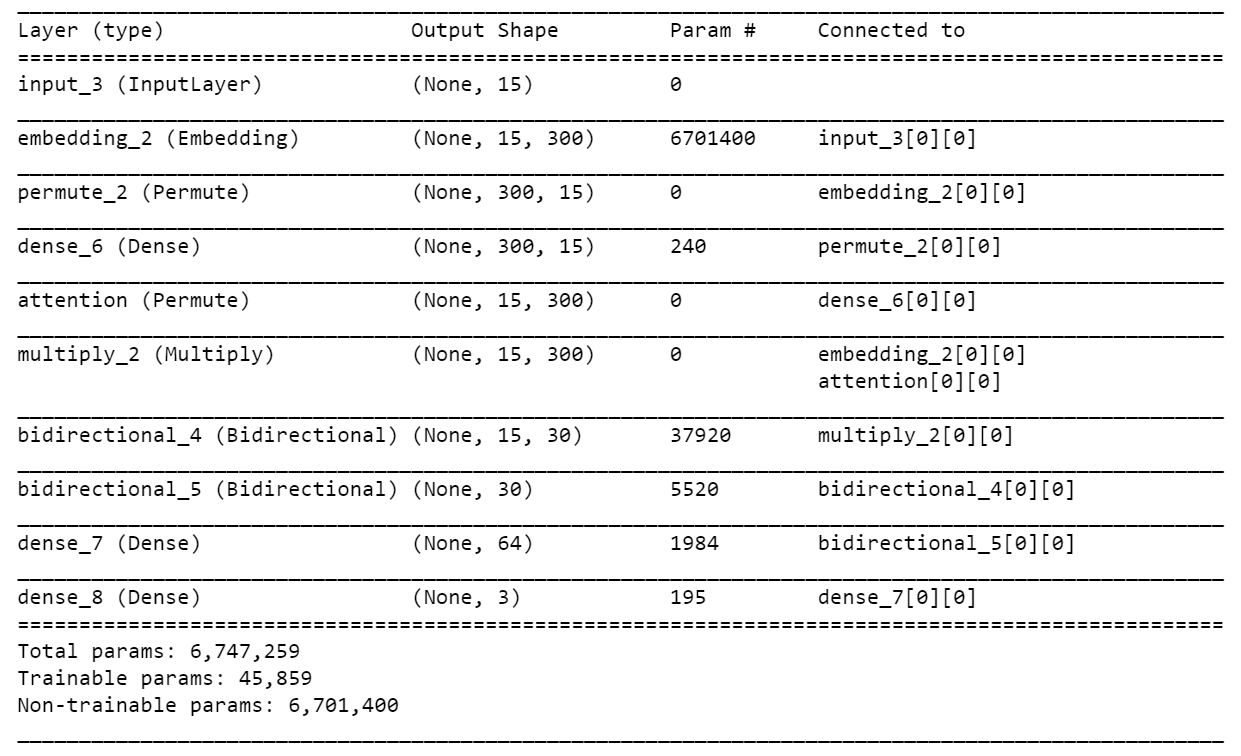 Layer (type) Output Shape Param # Connected to
input_3 (InputLayer) (None, 15) 0
embedding_2 (Embedding) (None, 15, 300) 6701400 input_3[0][0]
permute_2 (Permute) (None, 300, 15) 0 embedding_2[0][0]
dense_6 (Dense) (None, 300, 15) 240 permute_2[0][0]
attention (Permute) (None, 15, 300) 0 dense_6[0][0]
multiply_2 (Multiply) (None, 15, 300) 0 embedding_2[0][0]
attention[0][0]
bidirectional_4 (Bidirectional) (None, 15, 30) 37920 multiply_2[0][0]
bidirectional_5 (Bidirectional) (None, 30) 5520 bidirectional_4[0][0]
dense_7 (Dense) (None, 64) 1984 bidirectional_5[0][0]
dense_8 (Dense) (None, 3) 195 dense_7[0][0]
Total params: 6,747,259
Trainable params: 45,859
Non-trainable params: 6,701,400